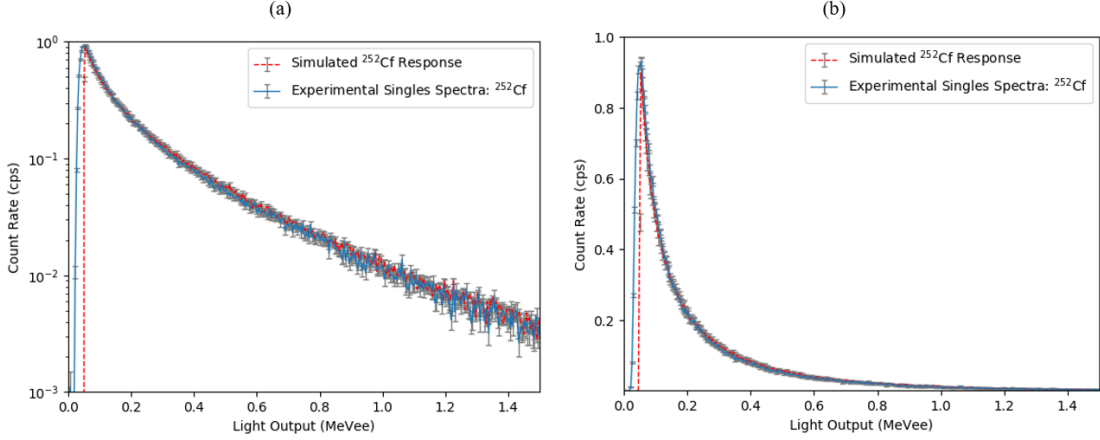 (a)
10⁰
10⁻¹
10⁻²
10⁻³
Count Rate (cps)
Simulated ²⁵²Cf Response
Experimental Singles Spectra: ²⁵²Cf
0.0 0.2 0.4 0.6 0.8 1.0 1.2 1.4
Light Output (MeVee)
(b)
1.0
0.8
0.6
0.4
0.2
Count Rate (cps)
Simulated ²⁵²Cf Response
Experimental Singles Spectra: ²⁵²Cf
0.0 0.2 0.4 0.6 0.8 1.0 1.2 1.4
Light Output (MeVee)